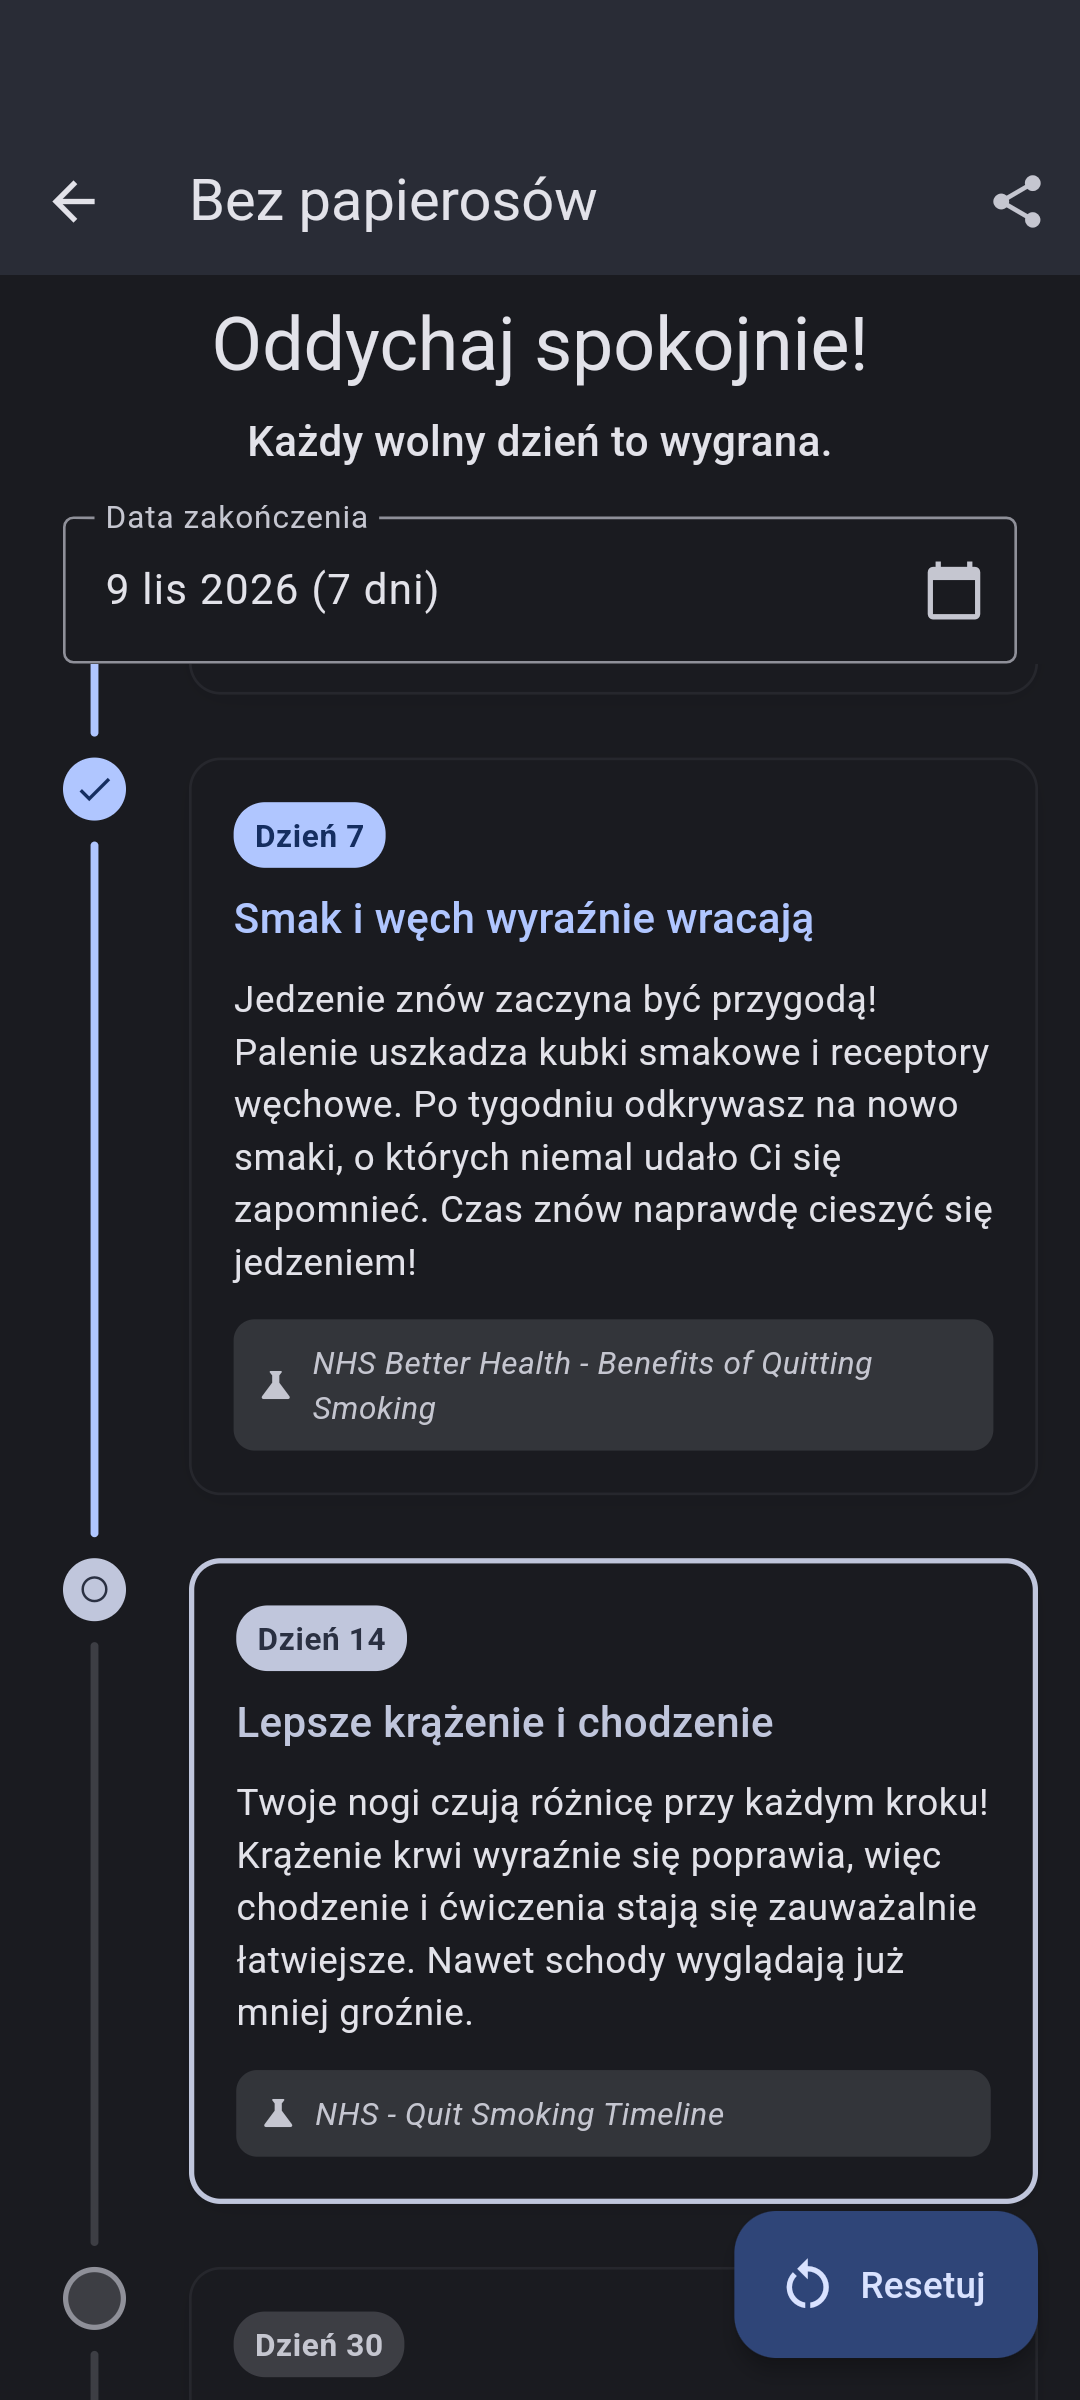 Bez papierosów
Oddychaj spokojnie!
Każdy wolny dzień to wygrana.
Data zakończenia
9 lis 2026 (7 dni)
Dzień 7
Smak i węch wyraźnie wracają
Jedzenie znów zaczyna być przygodą!
Palenie uszkadza kubki smakowe i receptory
węchowe. Po tygodniu odkrywasz na nowo
smaki, o których niemal udało Ci się
zapomnieć. Czas znów naprawdę cieszyć się
jedzeniem!
NHS Better Health - Benefits of Quitting
Smoking
Dzień 14
Lepsze krążenie i chodzenie
Twoje nogi czują różnicę przy każdym kroku!
Krążenie krwi wyraźnie się poprawia, więc
chodzenie i ćwiczenia stają się zauważalnie
łatwiejsze. Nawet schody wyglądają już
mniej groźnie.
NHS - Quit Smoking Timeline
Resetuj
Dzień 30